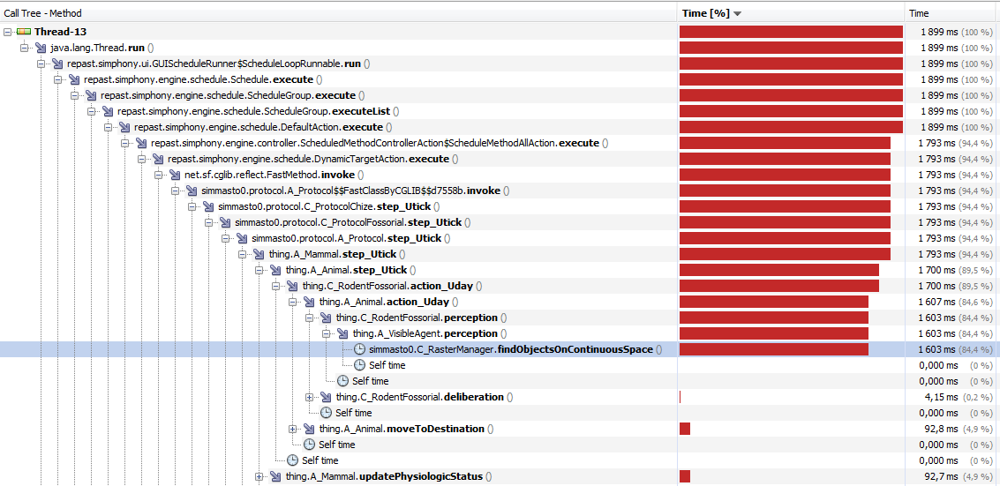 Call Tree - Method Time [%] Time
Thread-13 1 899 ms (100 %)
java.lang.Thread.run () 1 899 ms (100 %)
repast.simphony.ui.GUIScheduleRunner$ScheduleLoopRunnable.run () 1 899 ms (100 %)
repast.simphony.engine.schedule.Schedule.execute () 1 899 ms (100 %)
repast.simphony.engine.schedule.ScheduleGroup.execute () 1 899 ms (100 %)
repast.simphony.engine.schedule.ScheduleGroup.executeList () 1 899 ms (100 %)
repast.simphony.engine.schedule.DefaultAction.execute () 1 899 ms (100 %)
repast.simphony.engine.controller.ScheduledMethodControllerAction$ScheduleMethodAllAction.execute () 1 793 ms (94,4 %)
repast.simphony.engine.schedule.DynamicTargetAction.execute () 1 793 ms (94,4 %)
net.sf.cglib.reflect.FastMethod.invoke () 1 793 ms (94,4 %)
simmasto0.protocol.A_Protocol$$FastClassByCGLIB$$d7558b.invoke () 1 793 ms (94,4 %)
simmasto0.protocol.C_ProtocolChize.step_Utick () 1 793 ms (94,4 %)
simmasto0.protocol.C_ProtocolFossorial.step_Utick () 1 793 ms (94,4 %)
simmasto0.protocol.A_Protocol.step_Utick () 1 793 ms (94,4 %)
thing.A_Mammal.step_Utick () 1 793 ms (94,4 %)
thing.A_Animal.step_Utick () 1 700 ms (89,5 %)
thing.C_RodentFossorial.action_Uday () 1 700 ms (89,5 %)
thing.A_Animal.action_Uday () 1 607 ms (84,6 %)
thing.C_RodentFossorial.perception () 1 603 ms (84,4 %)
thing.A_VisibleAgent.perception () 1 603 ms (84,4 %)
simmasto0.C_RasterManager.findObjectsOnContinuousSpace () 1 603 ms (84,4 %)
Self time 0,000 ms (0 %)
Self time 0,000 ms (0 %)
thing.C_RodentFossorial.deliberation () 4,15 ms (0,2 %)
Self time 0,000 ms (0 %)
thing.A_Animal.moveToDestination () 92,8 ms (4,9 %)
Self time 0,000 ms (0 %)
Self time 0,000 ms (0 %)
thing.A_Mammal.updatePhysiologicStatus () 92,7 ms (4,9 %)